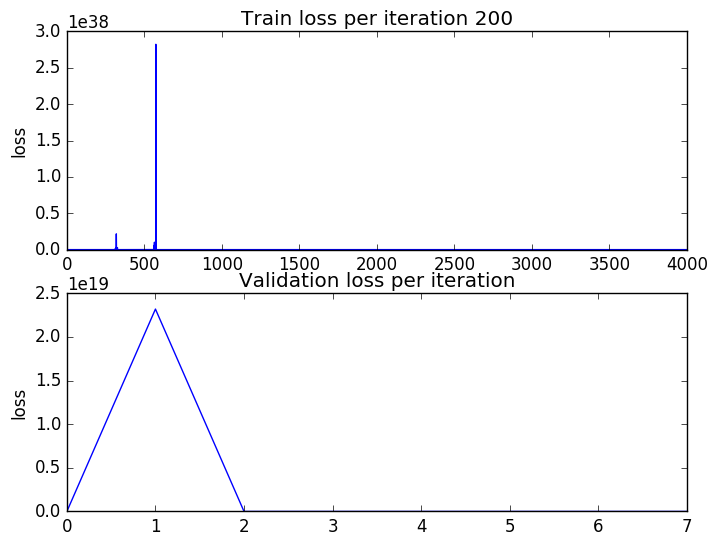 Train loss per iteration 200
1e38
3.0
2.5
2.0
1.5
1.0
0.5
0.0
loss
0 500 1000 1500 2000 2500 3000 3500 4000
Validation loss per iteration
1e19
2.5
2.0
1.5
1.0
0.5
0.0
loss
0 1 2 3 4 5 6 7